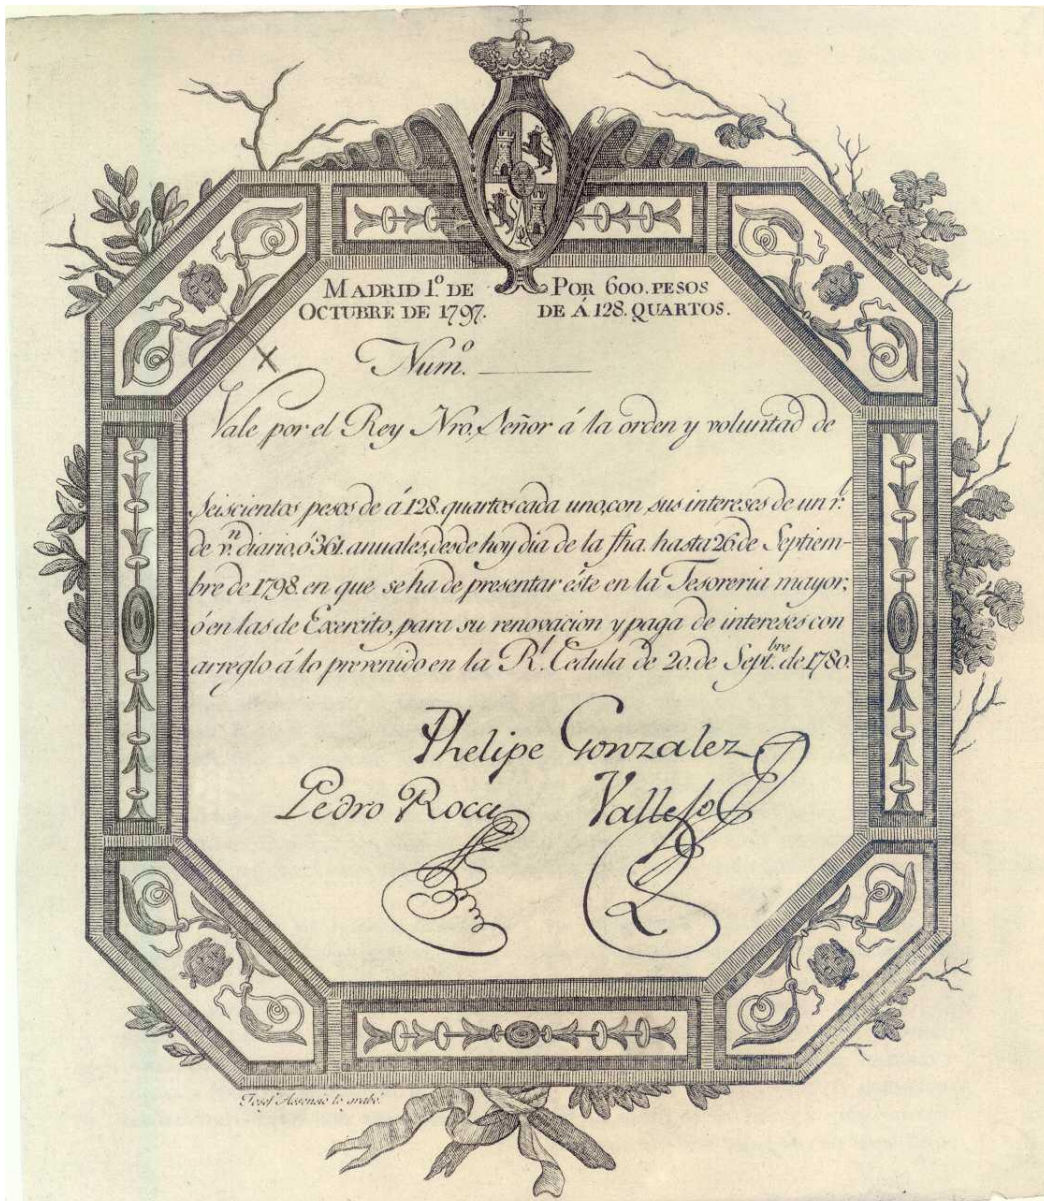 MADRID 1º DE OCTUBRE DE 1797.
POR 600. PESOS DE Á 128. QUARTOS.
Numº.
Vale por el Rey Nro. Señor á la orden y voluntad de
Seiscientos pesos de á 128. quartos cada uno, con sus intereses de un r.l
de v.n diario, ó 361 anuales, desde hoy dia de la fha. hasta 26 de Septiem-
bre de 1798. en que se ha de presentar éste en la Tesoreria mayor;
ó en las de Exercito, para su renovacion y paga de intereses con
arreglo á lo prevenido en la R.l Cedula de 20. de Sept.bre de 1780.
Phelipe Gonzalez
Pedro Roca Vallejo
Josef Assensio lo grabó.